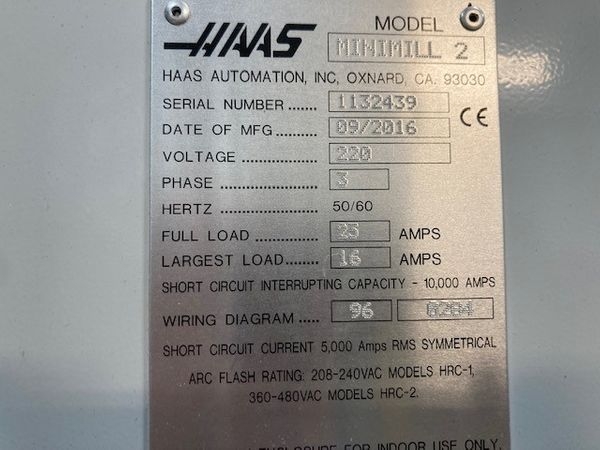 HAAS
MODEL
MINIMILL 2
HAAS AUTOMATION, INC, OXNARD, CA. 93030
SERIAL NUMBER ...... 1132439
CE
DATE OF MFG ......... 09/2016
VOLTAGE ................ 220
PHASE ..................... 3
HERTZ 50/60
FULL LOAD .............. AMPS
LARGEST LOAD........ 16 AMPS
SHORT CIRCUIT INTERRUPTING CAPACITY - 10,000 AMPS
WIRING DIAGRAM ..... 96
SHORT CIRCUIT CURRENT 5,000 Amps RMS SYMMETRICAL
ARC FLASH RATING: 208-240VAC MODELS HRC-1,
360-480VAC MODELS HRC-2.
ENCLOSURE FOR INDOOR USE ONLY.